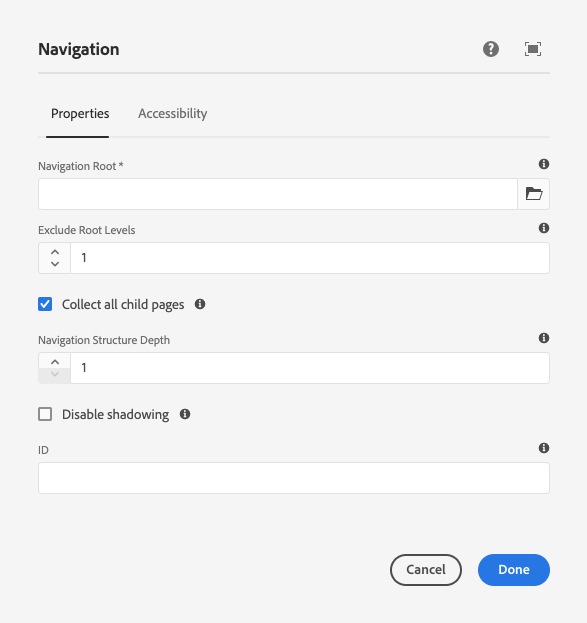 Navigation
Properties Accessibility
Navigation Root *
Exclude Root Levels
1
Collect all child pages
Navigation Structure Depth
1
Disable shadowing
ID
Cancel Done